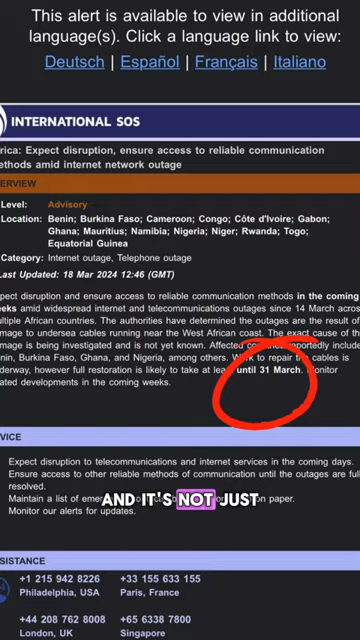 This alert is available to view in additional
language(s). Click a language link to view:
Deutsch | Español | Français | Italiano
INTERNATIONAL SOS
rica: Expect disruption, ensure access to reliable communication
ethods amid internet network outage
ERVIEW
Level: Advisory
Location: Benin; Burkina Faso; Cameroon; Congo; Côte d'Ivoire; Gabon;
Ghana; Mauritius; Namibia; Nigeria; Niger; Rwanda; Togo;
Equatorial Guinea
Category: Internet outage, Telephone outage
Last Updated: 18 Mar 2024 12:46 (GMT)
pect disruption and ensure access to reliable communication methods in the coming
eeks amid widespread internet and telecommunications outages since 14 March across
ultiple African countries. The authorities have determined the outages are the result of
mage to undersea cables running near the West African coast. The exact cause of the
mage is being investigated and is not yet known. Affected countries reportedly include
nin, Burkina Faso, Ghana, and Nigeria, among others. Work to repair the cables is
derway, however full restoration is likely to take at least until 31 March. Monitor
ated developments in the coming weeks.
VICE
Expect disruption to telecommunications and internet services in the coming days.
Ensure access to other reliable methods of communication until the outages are fully
resolved.
Maintain a list of emer on paper.
Monitor our alerts for updates.
AND IT'S NOT JUST
SISTANCE
+1 215 942 8226 +33 155 633 155
Philadelphia, USA Paris, France
+44 208 762 8008 +65 6338 7800
London, UK Singapore